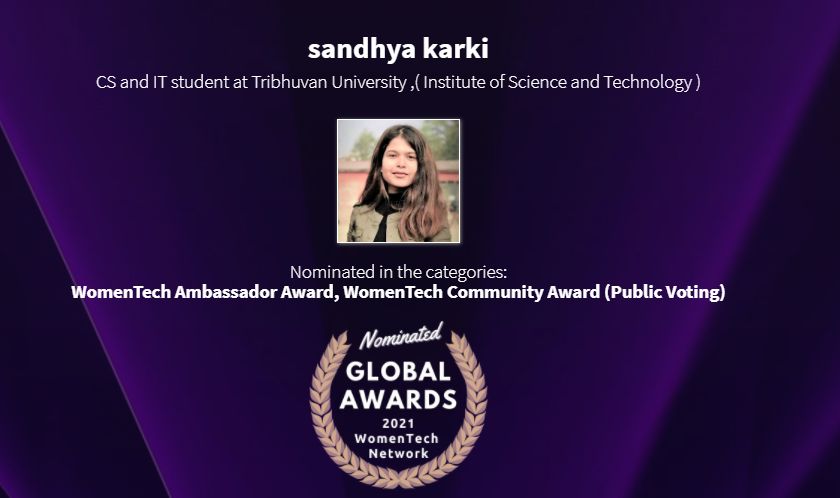 sandhya karki
CS and IT student at Tribhuvan University ,( Institute of Science and Technology )
Nominated in the categories:
WomenTech Ambassador Award, WomenTech Community Award (Public Voting)
Nominated
GLOBAL
AWARDS
2021
WomenTech
Network